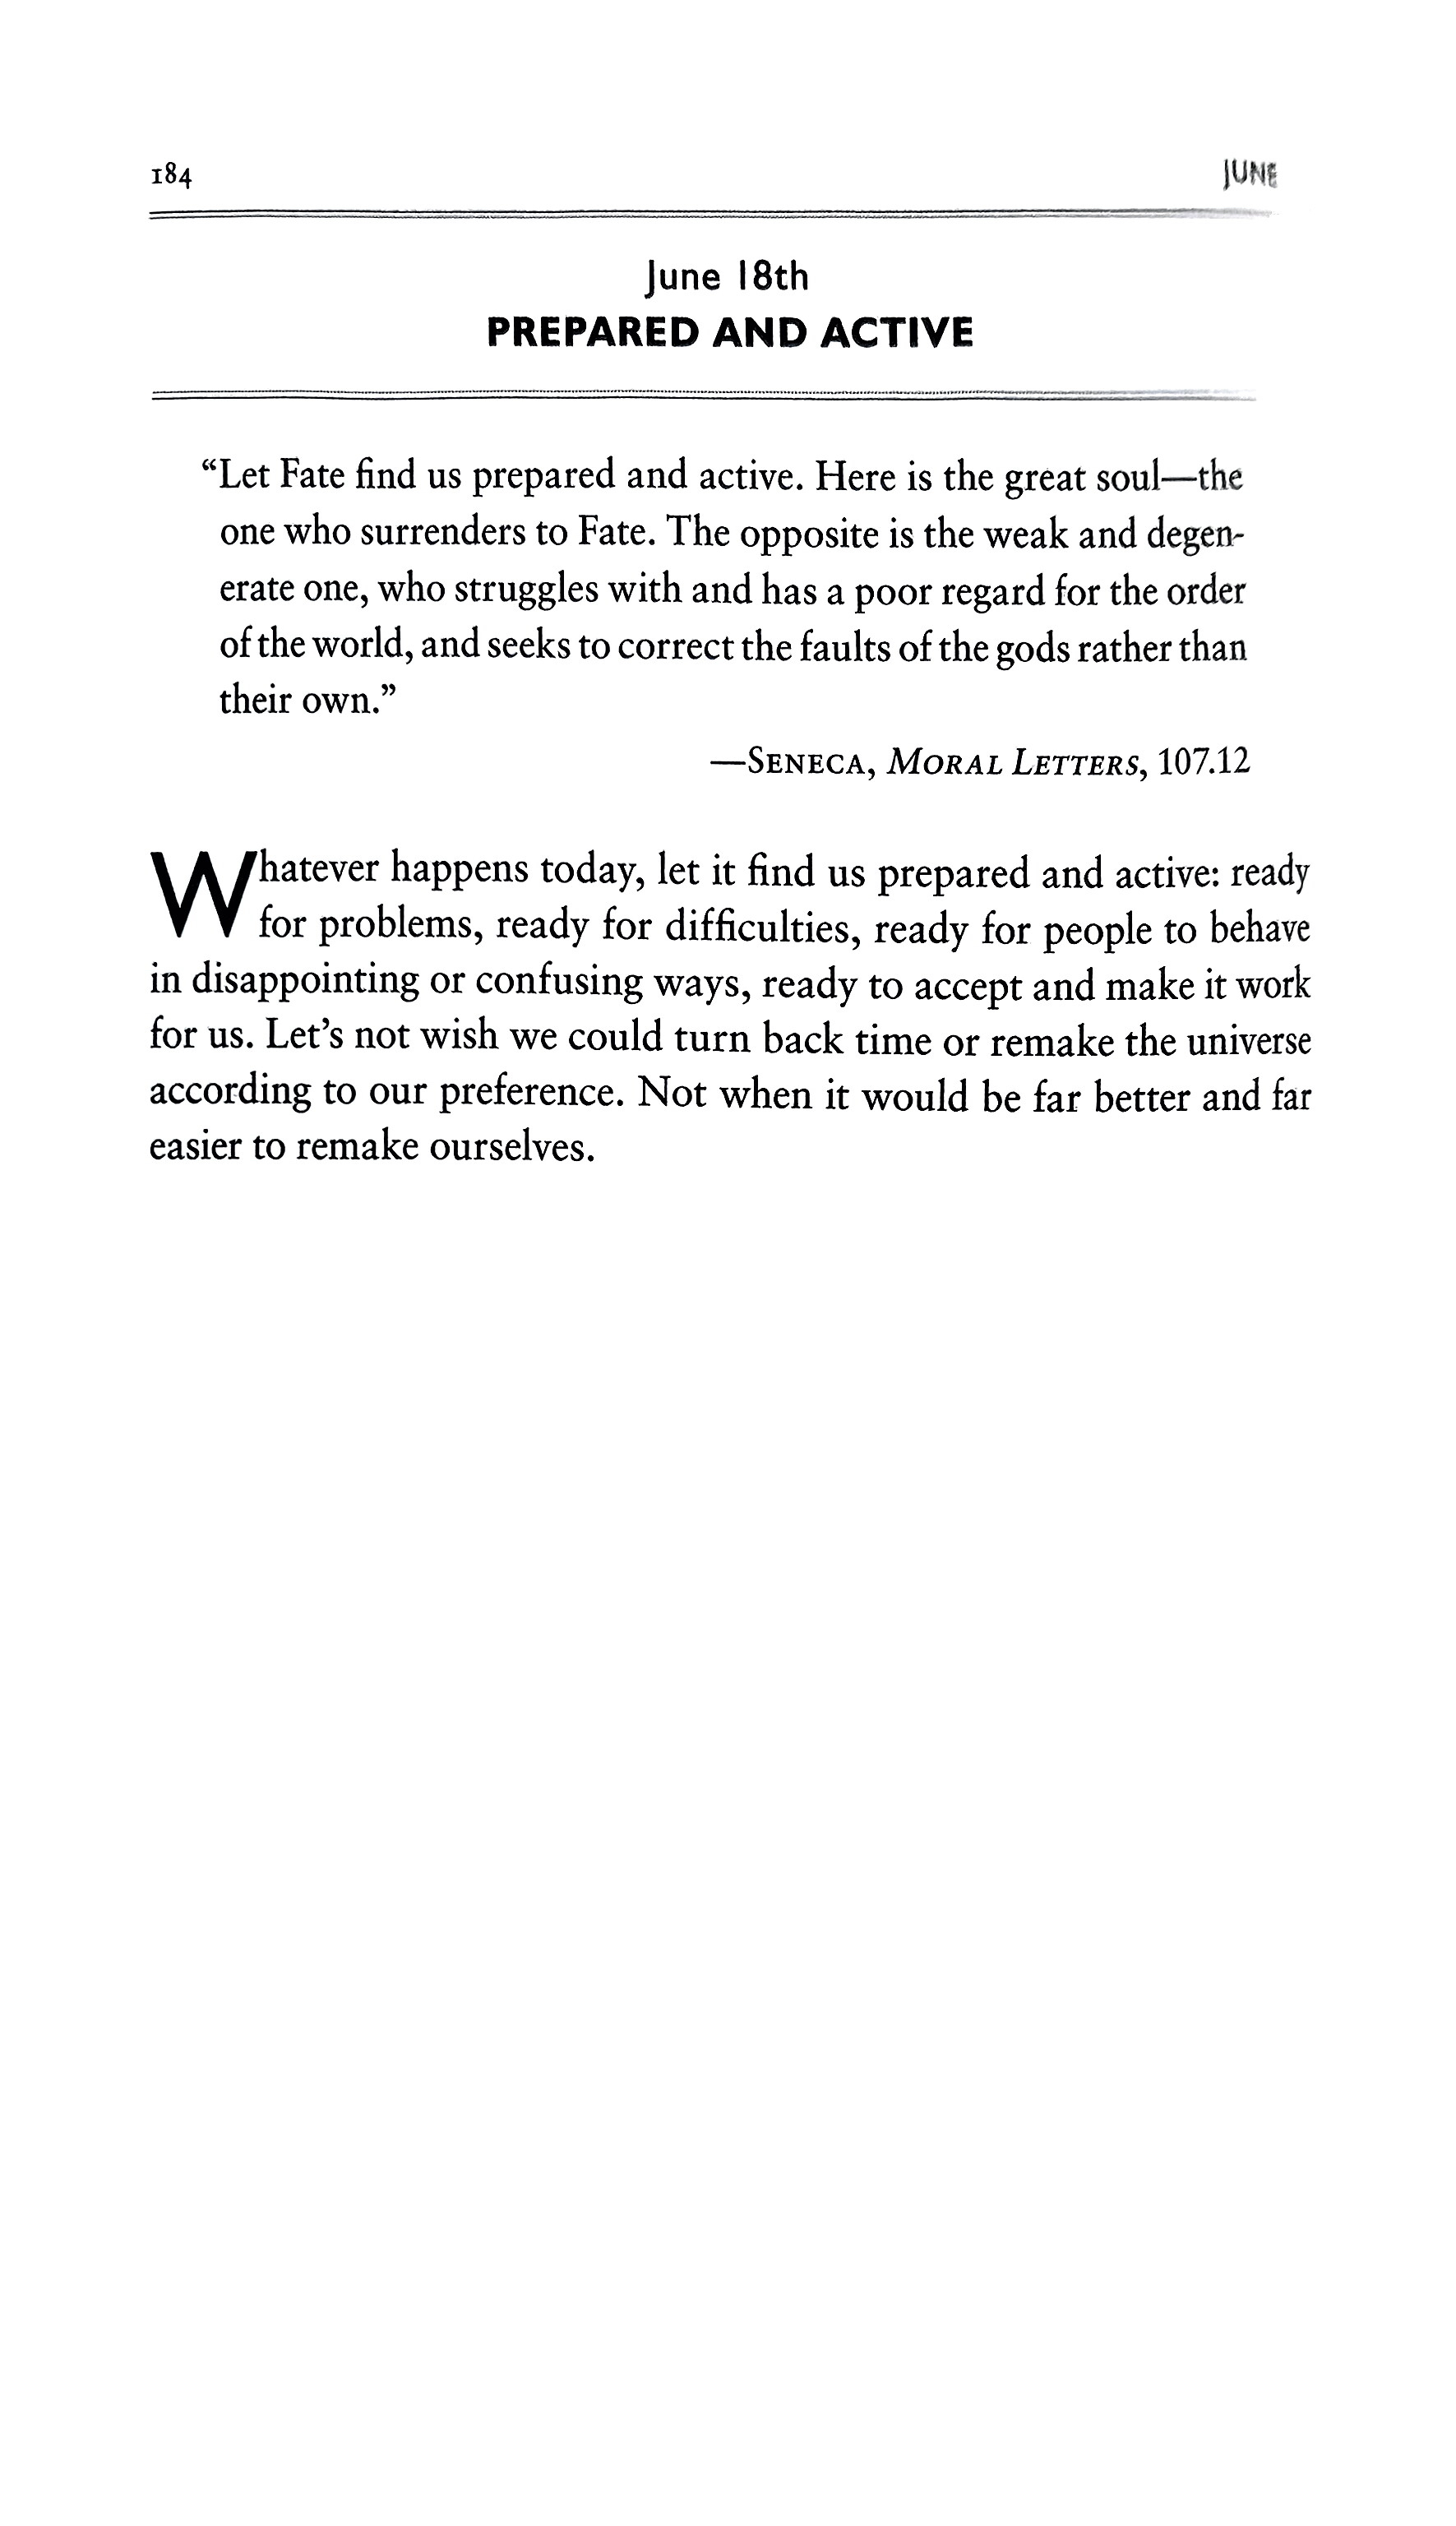 184 JUNE
June 18th
PREPARED AND ACTIVE
“Let Fate find us prepared and active. Here is the great soul—the
one who surrenders to Fate. The opposite is the weak and degen-
erate one, who struggles with and has a poor regard for the order
of the world, and seeks to correct the faults of the gods rather than
their own.”
—SENECA, MORAL LETTERS, 107.12
Whatever happens today, let it find us prepared and active: ready
for problems, ready for difficulties, ready for people to behave
in disappointing or confusing ways, ready to accept and make it work
for us. Let’s not wish we could turn back time or remake the universe
according to our preference. Not when it would be far better and far
easier to remake ourselves.